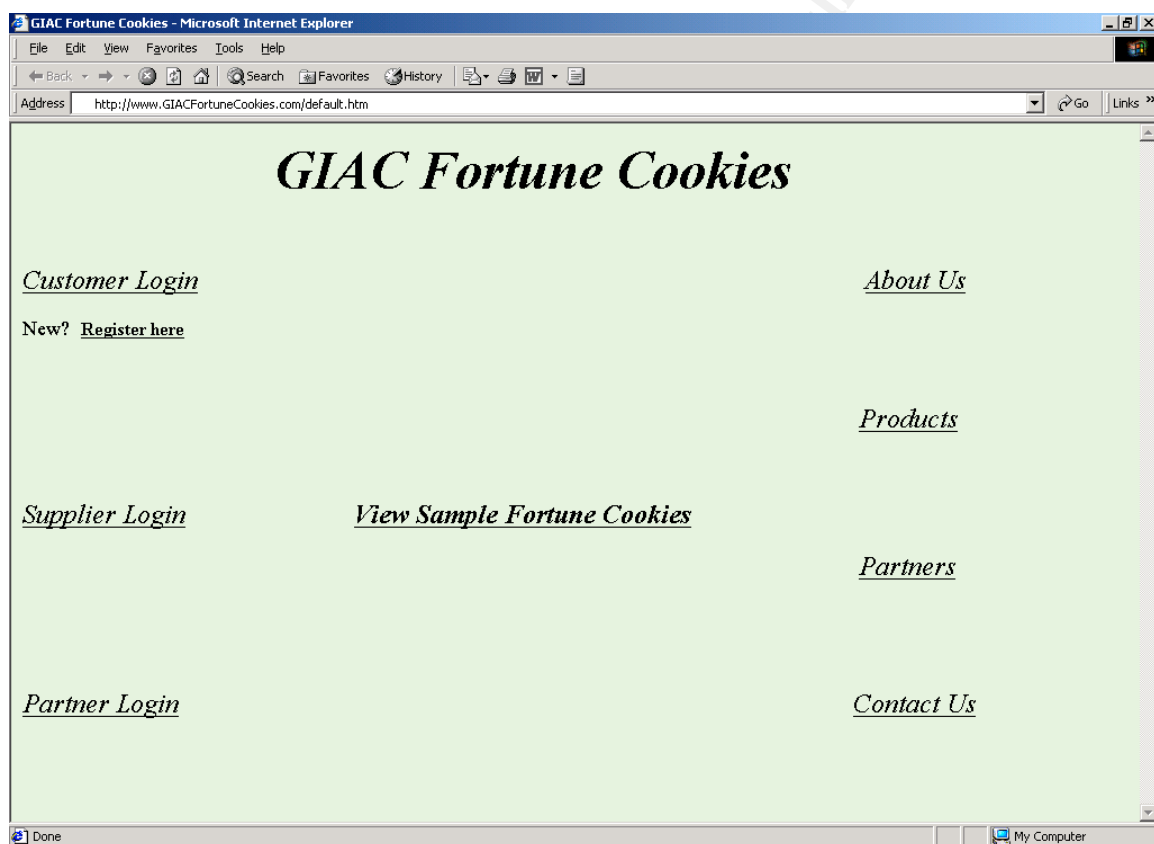 GIAC Fortune Cookies - Microsoft Internet Explorer
File Edit View Favorites Tools Help
Back Search Favorites History
Address http://www.GIACFortuneCookies.com/default.htm Go Links »
GIAC Fortune Cookies
Customer Login About Us
New? Register here
Products
Supplier Login View Sample Fortune Cookies
Partners
Partner Login Contact Us
Done My Computer